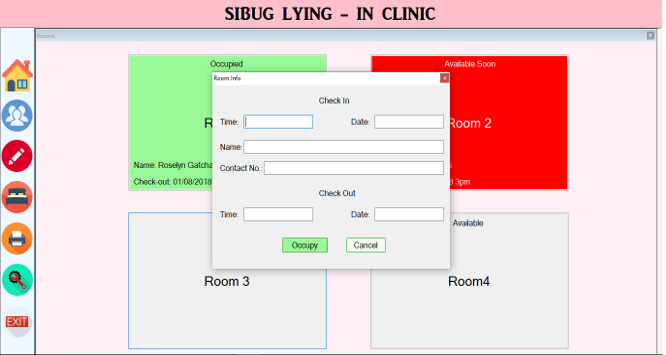 SIBUG LYING - IN CLINIC
Rooms
Occupied
Available Soon
Room Info
Check In
Time:
Date:
Room 2
Name:
Name: Roselyn Gatcha
Contact No.:
Check-out: 01/08/2018
3pm
Check Out
Time:
Date:
Available
Occupy
Cancel
Room 3
Room4
EXIT